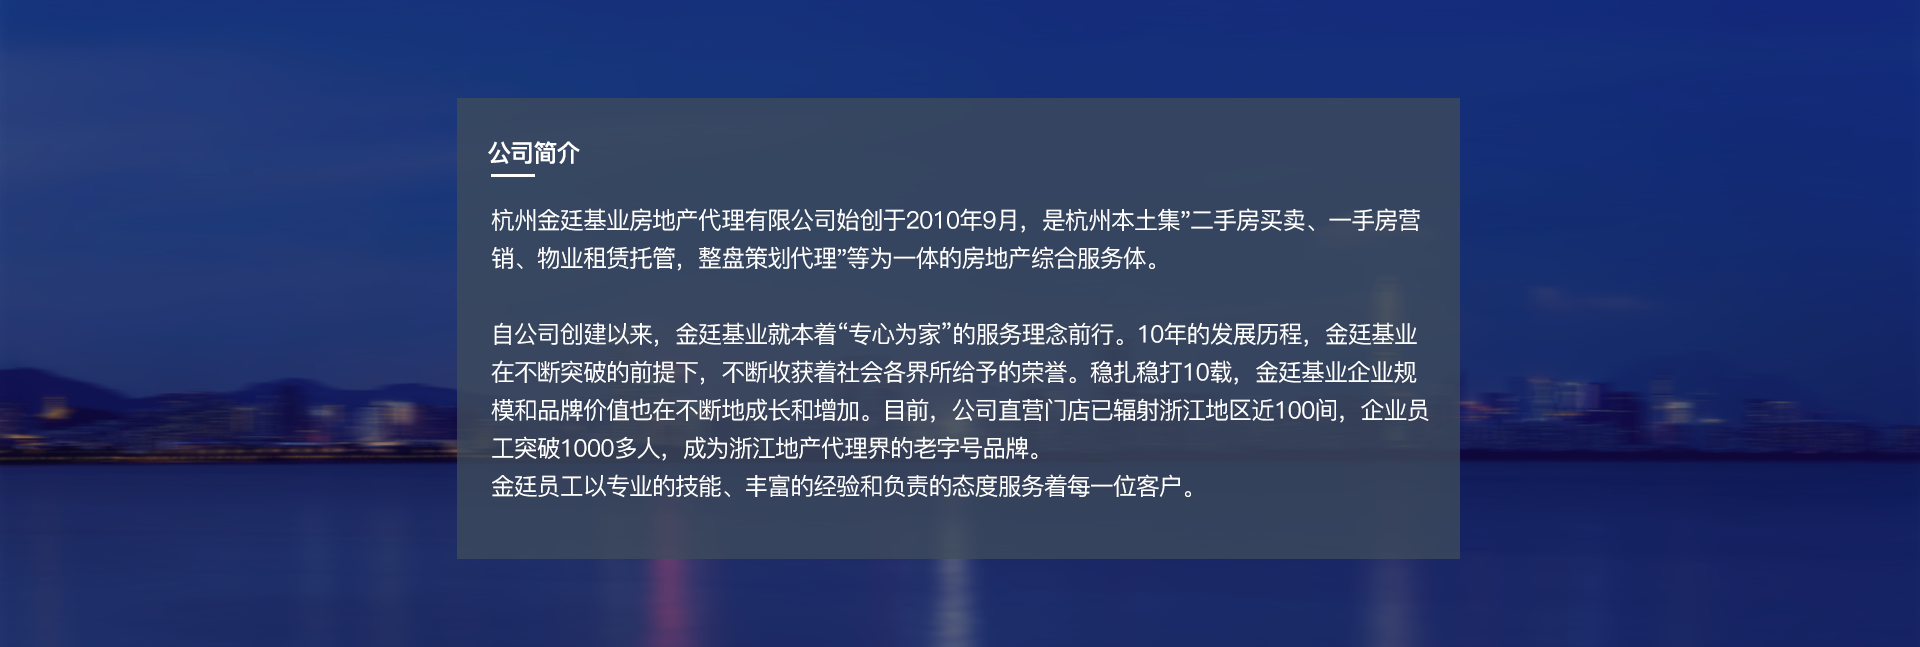 公司简介
杭州金廷基业房地产代理有限公司始创于2010年9月，是杭州本土集”二手房买卖、一手房营
销、物业租赁托管，整盘策划代理”等为一体的房地产综合服务体。
自公司创建以来，金廷基业就本着“专心为家”的服务理念前行。10年的发展历程，金廷基业
在不断突破的前提下，不断收获着社会各界所给予的荣誉。稳扎稳打10载，金廷基业企业规
模和品牌价值也在不断地成长和增加。目前，公司直营门店已辐射浙江地区近100间，企业员
工突破1000多人，成为浙江地产代理界的老字号品牌。
金廷员工以专业的技能、丰富的经验和负责的态度服务着每一位客户。